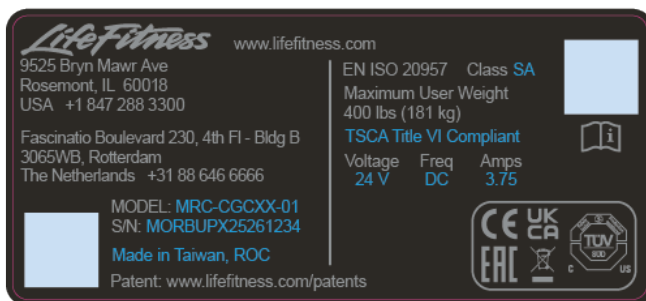 LifeFitness www.lifefitness.com
9525 Bryn Mawr Ave
Rosemont, IL 60018
USA +1 847 288 3300
Fascinatio Boulevard 230, 4th Fl - Bldg B
3065WB, Rotterdam
The Netherlands +31 88 646 6666
MODEL: MRC-CGCXX-01
S/N: MORBUPX25261234
Made in Taiwan, ROC
Patent: www.lifefitness.com/patents
EN ISO 20957 Class SA
Maximum User Weight
400 lbs (181 kg)
TSCA Title VI Compliant
Voltage Freq Amps
24 V DC 3.75
i
CE UK CA
EAC
TÜV
C US